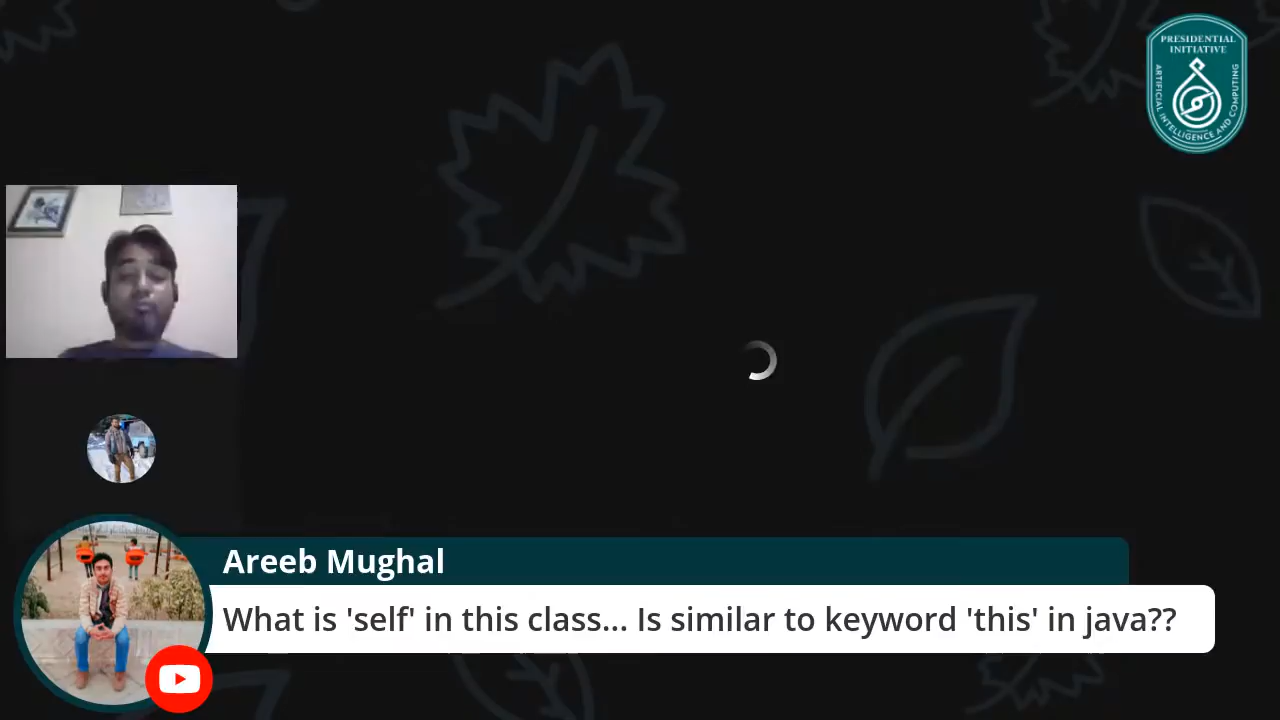 PRESIDENTIAL
INITIATIVE
ARTIFICIAL INTELLIGENCE AND COMPUTING
Areeb Mughal
What is 'self' in this class... Is similar to keyword 'this' in java??